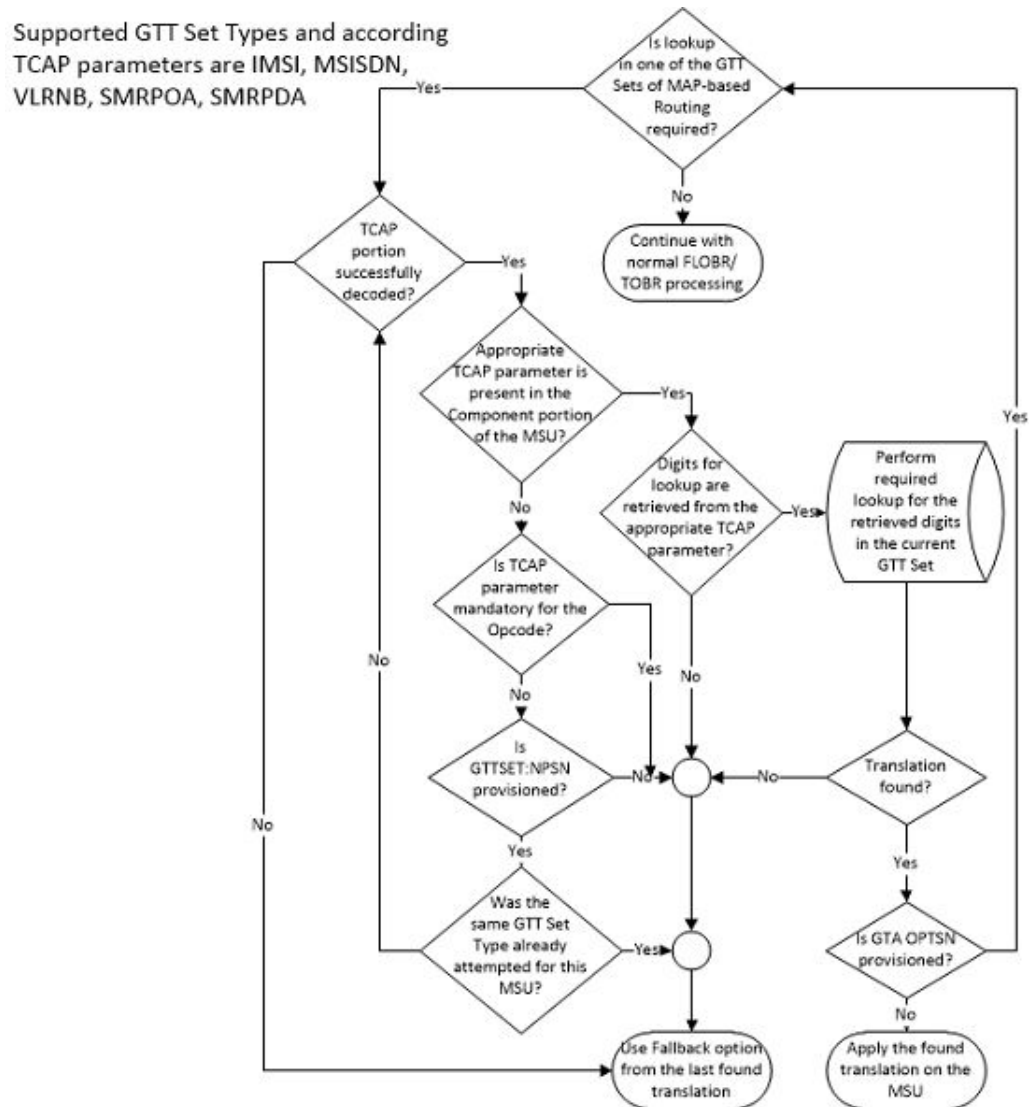 Supported GTT Set Types and according
TCAP parameters are IMSI, MSISDN,
VLRNB, SMRPOA, SMRPDA
Is lookup
in one of the GTT
Sets of MAP-based
Routing
required?
Yes
No
Continue with
normal FLOBR/
TOBR processing
TCAP
portion
successfully
decoded?
Yes
Appropriate
TCAP parameter is
present in the
Component portion
of the MSU?
Yes
Yes
Digits for
lookup are
retrieved from the
appropriate TCAP
parameter?
Yes
Perform
required
lookup for the
retrieved digits
in the current
GTT Set
No
Is TCAP
parameter
mandatory for the
Opcode?
No
Yes
No
No
Is
GTTSET:NPSN
provisioned?
No
No
Translation
found?
No
Yes
Yes
Was the
same GTT Set
Type already
attempted for this
MSU?
Yes
Is GTA OPTSN
provisioned?
No
Use Fallback option
from the last found
translation
Apply the found
translation on the
MSU